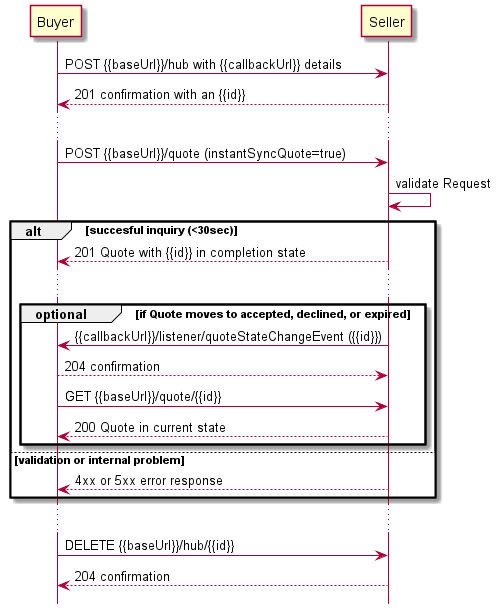 Buyer
Seller
POST {{baseUrl}}/hub with {{callbackUrl}} details
201 confirmation with an {{id}}
POST {{baseUrl}}/quote (instantSyncQuote=true)
validate Request
alt
[succesful inquiry (<30sec)]
201 Quote with {{id}} in completion state
optional
[if Quote moves to accepted, declined, or expired]
{{callbackUrl}}/listener/quoteStateChangeEvent ({{id}})
204 confirmation
GET {{baseUrl}}/quote/{{id}}
200 Quote in current state
[validation or internal problem]
4xx or 5xx error response
DELETE {{baseUrl}}/hub/{{id}}
204 confirmation